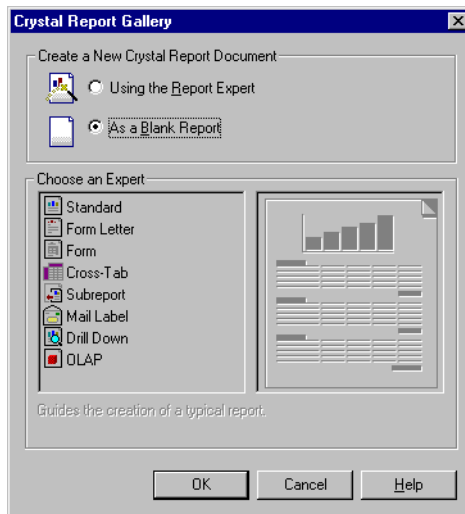 Crystal Report Gallery
Create a New Crystal Report Document
Using the Report Expert
As a Blank Report
Choose an Expert
Standard
Form Letter
Form
Cross-Tab
Subreport
Mail Label
Drill Down
OLAP
Guides the creation of a typical report.
OK Cancel Help